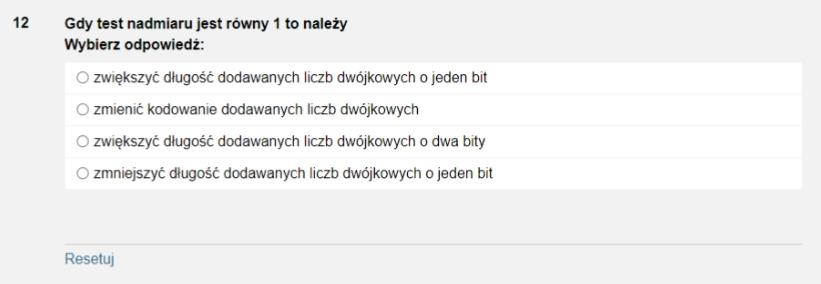 12 Gdy test nadmiaru jest równy 1 to należy
Wybierz odpowiedź:
zwiększyć długość dodawanych liczb dwójkowych o jeden bit
zmienić kodowanie dodawanych liczb dwójkowych
zwiększyć długość dodawanych liczb dwójkowych o dwa bity
zmniejszyć długość dodawanych liczb dwójkowych o jeden bit
Resetuj